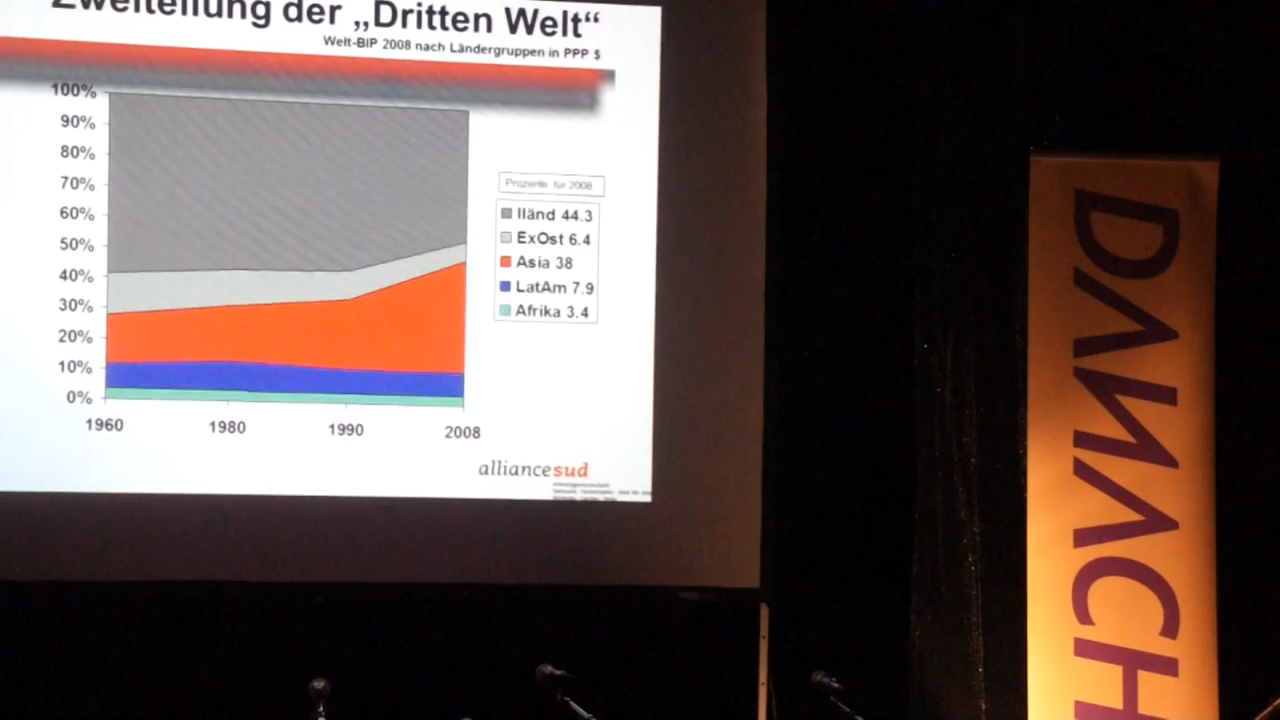 Zweiteilung der „Dritten Welt“
Welt-BIP 2008 nach Ländergruppen in PPP $
100%
90%
80%
70%
60%
50%
40%
30%
20%
10%
0%
1960 1980 1990 2008
Prozente für 2008
Iländ 44.3
ExOst 6.4
Asia 38
LatAm 7.9
Afrika 3.4
alliancesud
DANACH